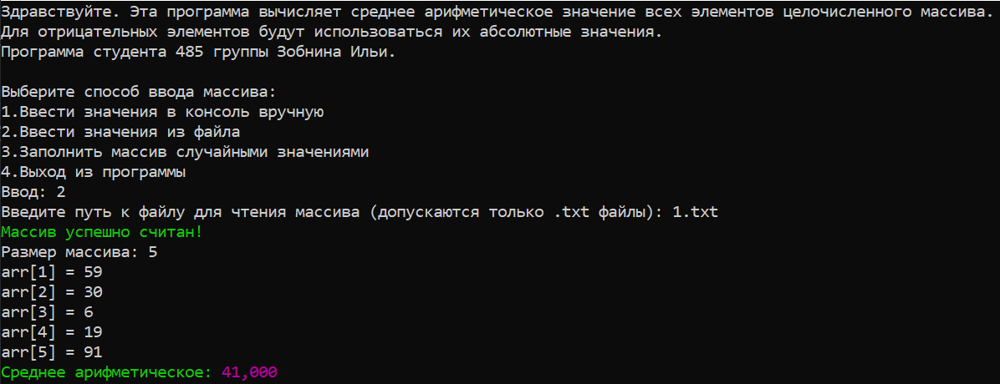 Здравствуйте. Эта программа вычисляет среднее арифметическое значение всех элементов целочисленного массива.
Для отрицательных элементов будут использоваться их абсолютные значения.
Программа студента 485 группы Зобнина Ильи.
Выберите способ ввода массива:
1.Ввести значения в консоль вручную
2.Ввести значения из файла
3.Заполнить массив случайными значениями
4.Выход из программы
Ввод: 2
Введите путь к файлу для чтения массива (допускаются только .txt файлы): 1.txt
Массив успешно считан!
Размер массива: 5
arr[1] = 59
arr[2] = 30
arr[3] = 6
arr[4] = 19
arr[5] = 91
Среднее арифметическое: 41,000